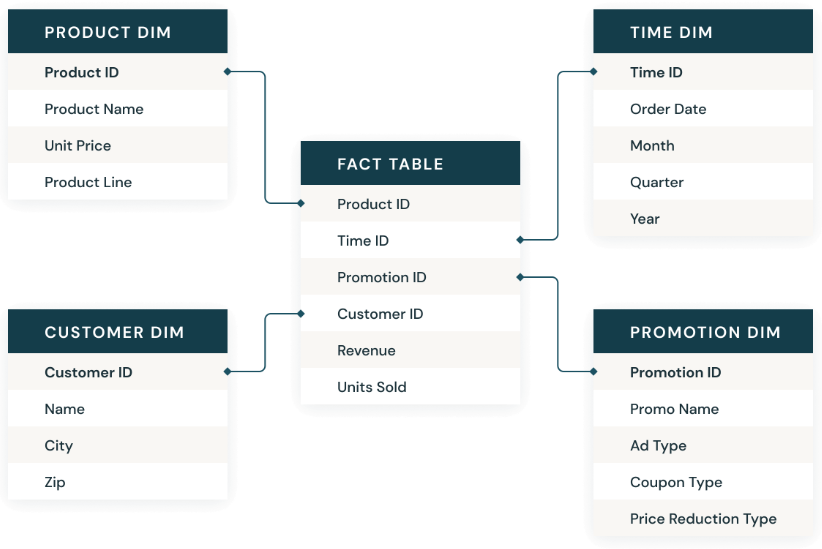 PRODUCT DIM
Product ID
Product Name
Unit Price
Product Line
FACT TABLE
Product ID
Time ID
Promotion ID
Customer ID
Revenue
Units Sold
TIME DIM
Time ID
Order Date
Month
Quarter
Year
CUSTOMER DIM
Customer ID
Name
City
Zip
PROMOTION DIM
Promotion ID
Promo Name
Ad Type
Coupon Type
Price Reduction Type